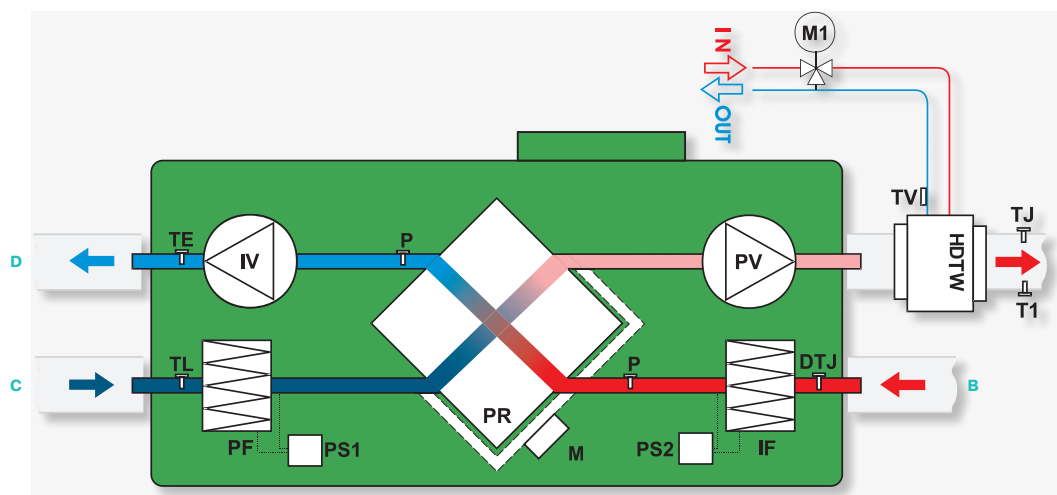 M1
IN
OUT
TV
TJ
D
TE
IV
P
PV
HDTW
T1
C
TL
P
DTJ
B
PR
PF
PS1
M
PS2
IF